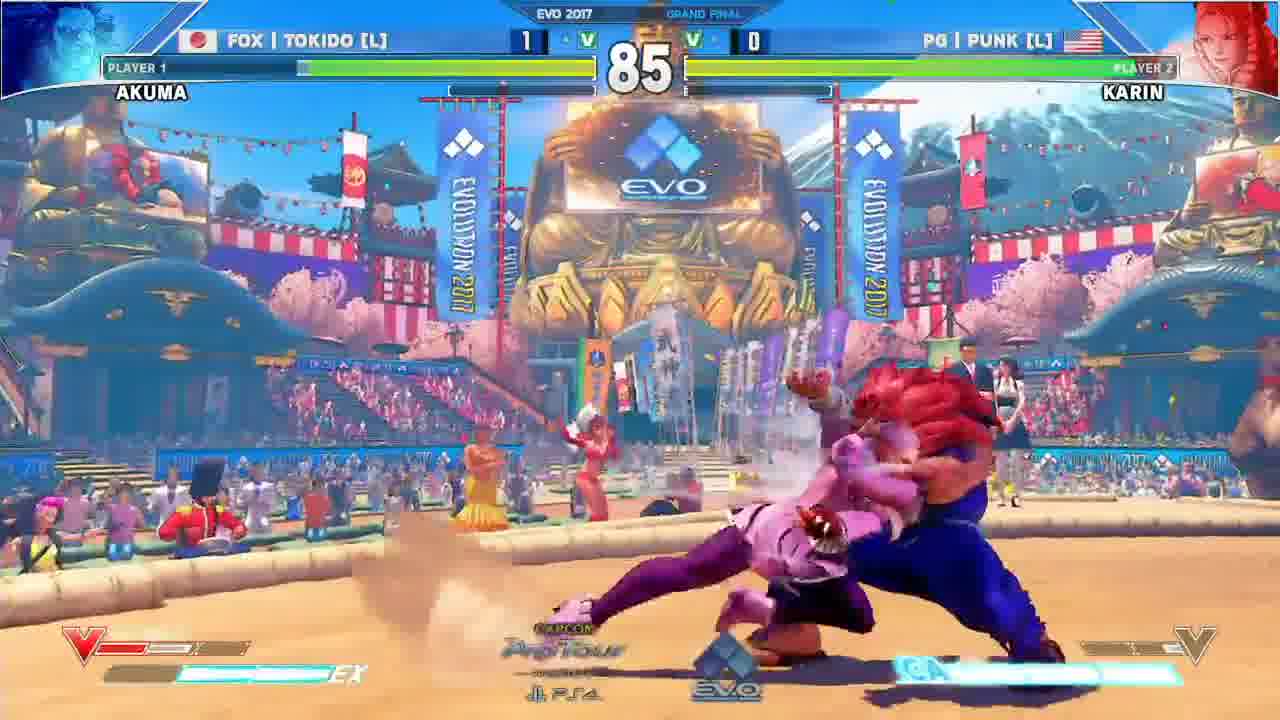 EVO 2017 GRAND FINAL
FOX | TOKIDO [L] 1 V V 0 PG | PUNK [L]
PLAYER 1 85 PLAYER 2
AKUMA KARIN
EVO
EVOLUTION 2017
EVOLUTION 2017
V V
EX CA
CAPCOM
Pro Tour
PS4
EVO